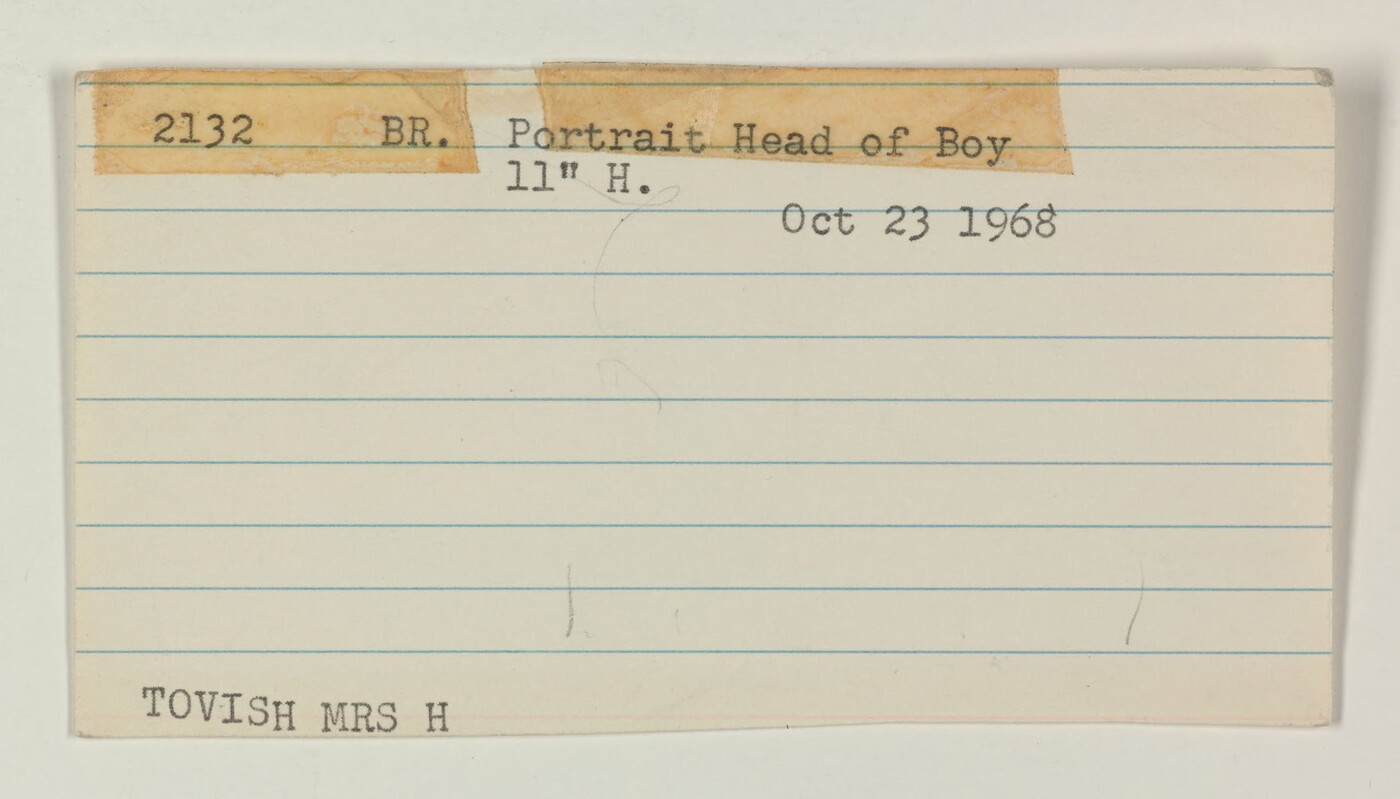 2132 BR. Portrait Head of Boy
11" H.
Oct 23 1968
TOVISH MRS H